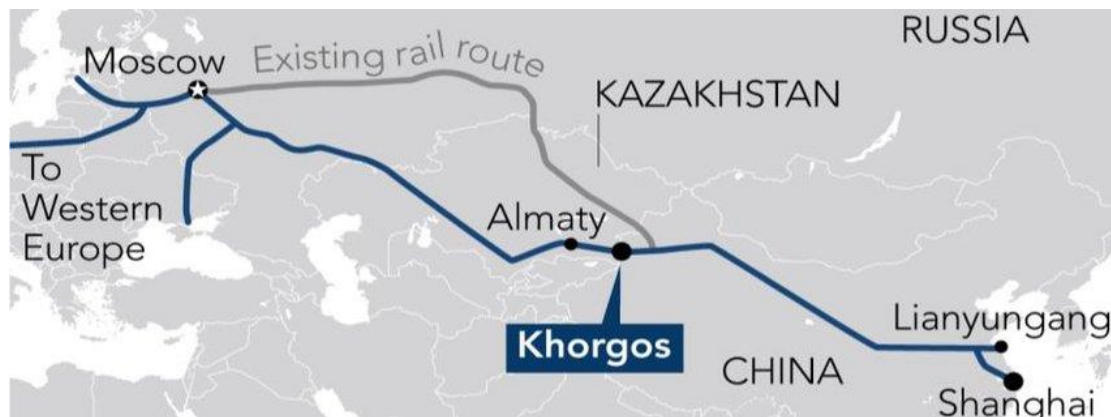 RUSSIA
Moscow
Existing rail route
KAZAKHSTAN
To
Western
Europe
Almaty
Khorgos
Lianyungang
CHINA
Shanghai